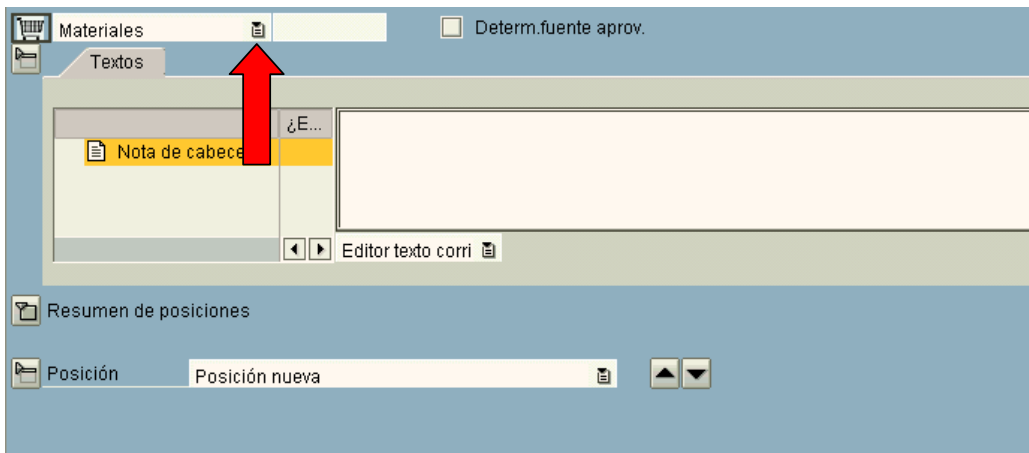 Materiales
Determ.fuente aprov.
Textos
¿E...
Nota de cabece
Editor texto corri
Resumen de posiciones
Posición
Posición nueva